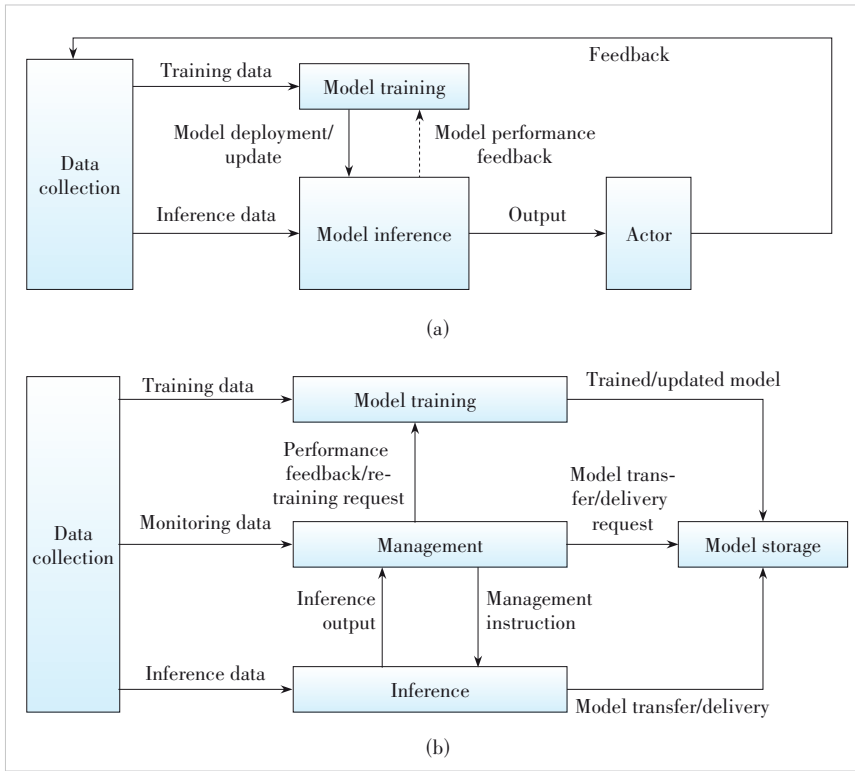 Feedback
Training data
Model training
Model deployment/
update
Model performance
feedback
Data
collection
Inference data
Model inference
Output
Actor
(a)
Training data
Model training
Trained/updated model
Performance
feedback/re-
training request
Model trans-
fer/delivery
request
Data
collection
Monitoring data
Management
Model storage
Inference
output
Management
instruction
Inference data
Inference
Model transfer/delivery
(b)